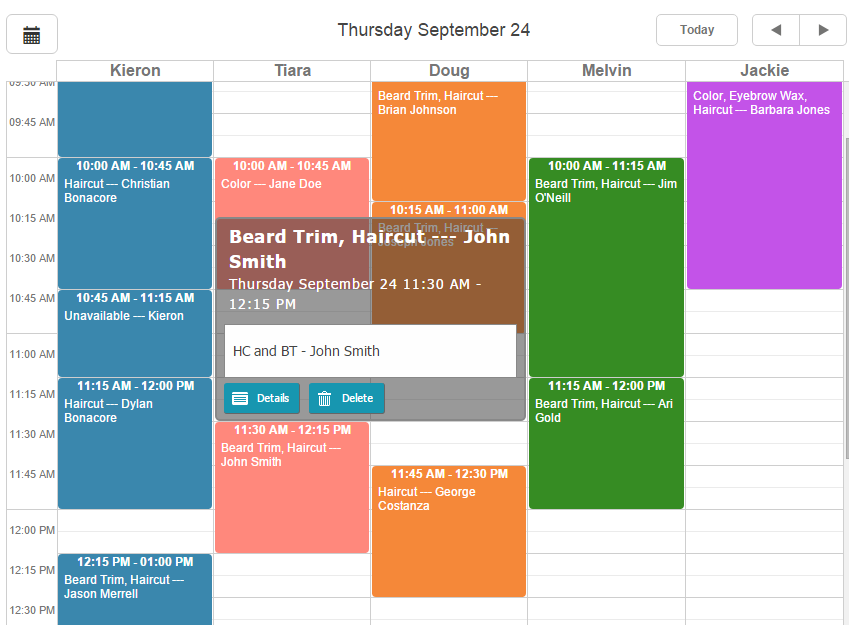 Thursday September 24
Today
Kieron
Tiara
Doug
Melvin
Jackie
09:30 AM
09:45 AM
10:00 AM
10:15 AM
10:30 AM
10:45 AM
11:00 AM
11:15 AM
11:30 AM
11:45 AM
12:00 PM
12:15 PM
12:30 PM
10:00 AM - 10:45 AM
Haircut — Christian
Bonacore
10:45 AM - 11:15 AM
Unavailable — Kieron
11:15 AM - 12:00 PM
Haircut — Dylan
Bonacore
12:15 PM - 01:00 PM
Beard Trim, Haircut —
Jason Merrell
10:00 AM - 10:45 AM
Color — Jane Doe
11:30 AM - 12:15 PM
Beard Trim, Haircut —
John Smith
Beard Trim, Haircut —
Brian Johnson
10:15 AM - 11:00 AM
Beard Trim, Haircut —
Joseph Jones
11:45 AM - 12:30 PM
Haircut — George
Costanza
10:00 AM - 11:15 AM
Beard Trim, Haircut — Jim
O'Neill
11:15 AM - 12:00 PM
Beard Trim, Haircut — Ari
Gold
Color, Eyebrow Wax,
Haircut — Barbara Jones
Beard Trim, Haircut --- John
Smith
Thursday September 24 11:30 AM -
12:15 PM
HC and BT - John Smith
Details
Delete